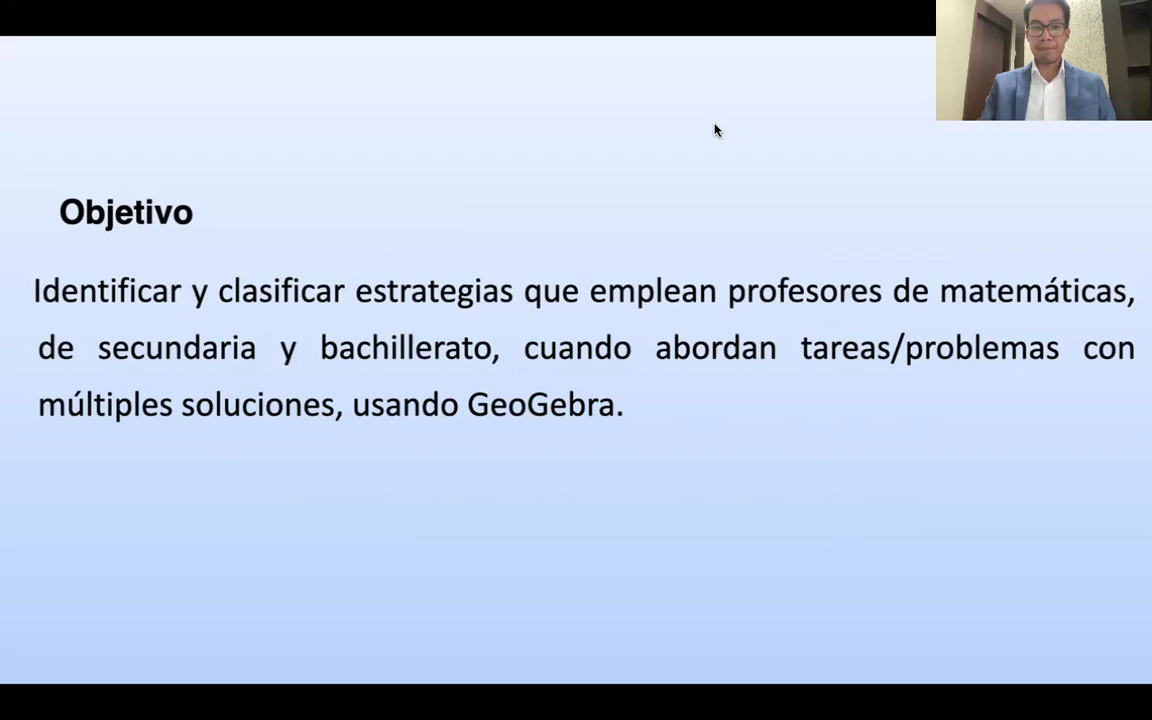 Objetivo
Identificar y clasificar estrategias que emplean profesores de matemáticas,
de secundaria y bachillerato, cuando abordan tareas/problemas con
múltiples soluciones, usando GeoGebra.